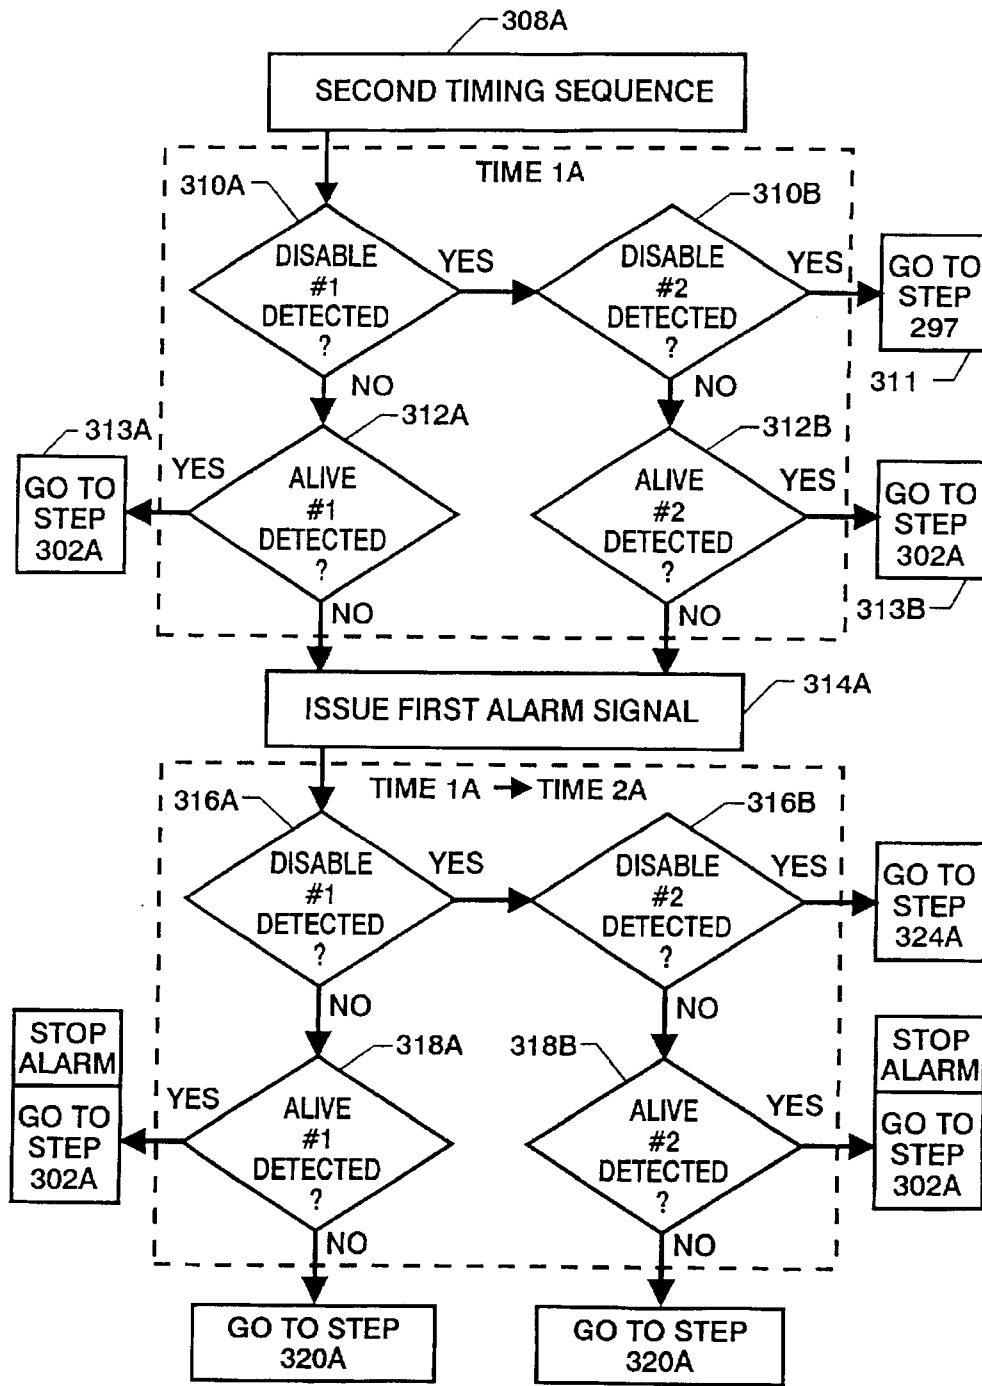 308A
SECOND TIMING SEQUENCE
TIME 1A
310A
310B
DISABLE
#1
DETECTED
?
YES
DISABLE
#2
DETECTED
?
YES
GO TO
STEP
297
311
NO
NO
313A
312A
312B
YES
GO TO
STEP
302A
ALIVE
#1
DETECTED
?
ALIVE
#2
DETECTED
?
YES
GO TO
STEP
302A
313B
NO
NO
314A
ISSUE FIRST ALARM SIGNAL
TIME 1A → TIME 2A
316A
316B
DISABLE
#1
DETECTED
?
YES
DISABLE
#2
DETECTED
?
YES
GO TO
STEP
324A
NO
NO
318A
318B
STOP
ALARM
GO TO
STEP
302A
YES
ALIVE
#1
DETECTED
?
ALIVE
#2
DETECTED
?
YES
STOP
ALARM
GO TO
STEP
302A
NO
NO
GO TO STEP
320A
GO TO STEP
320A